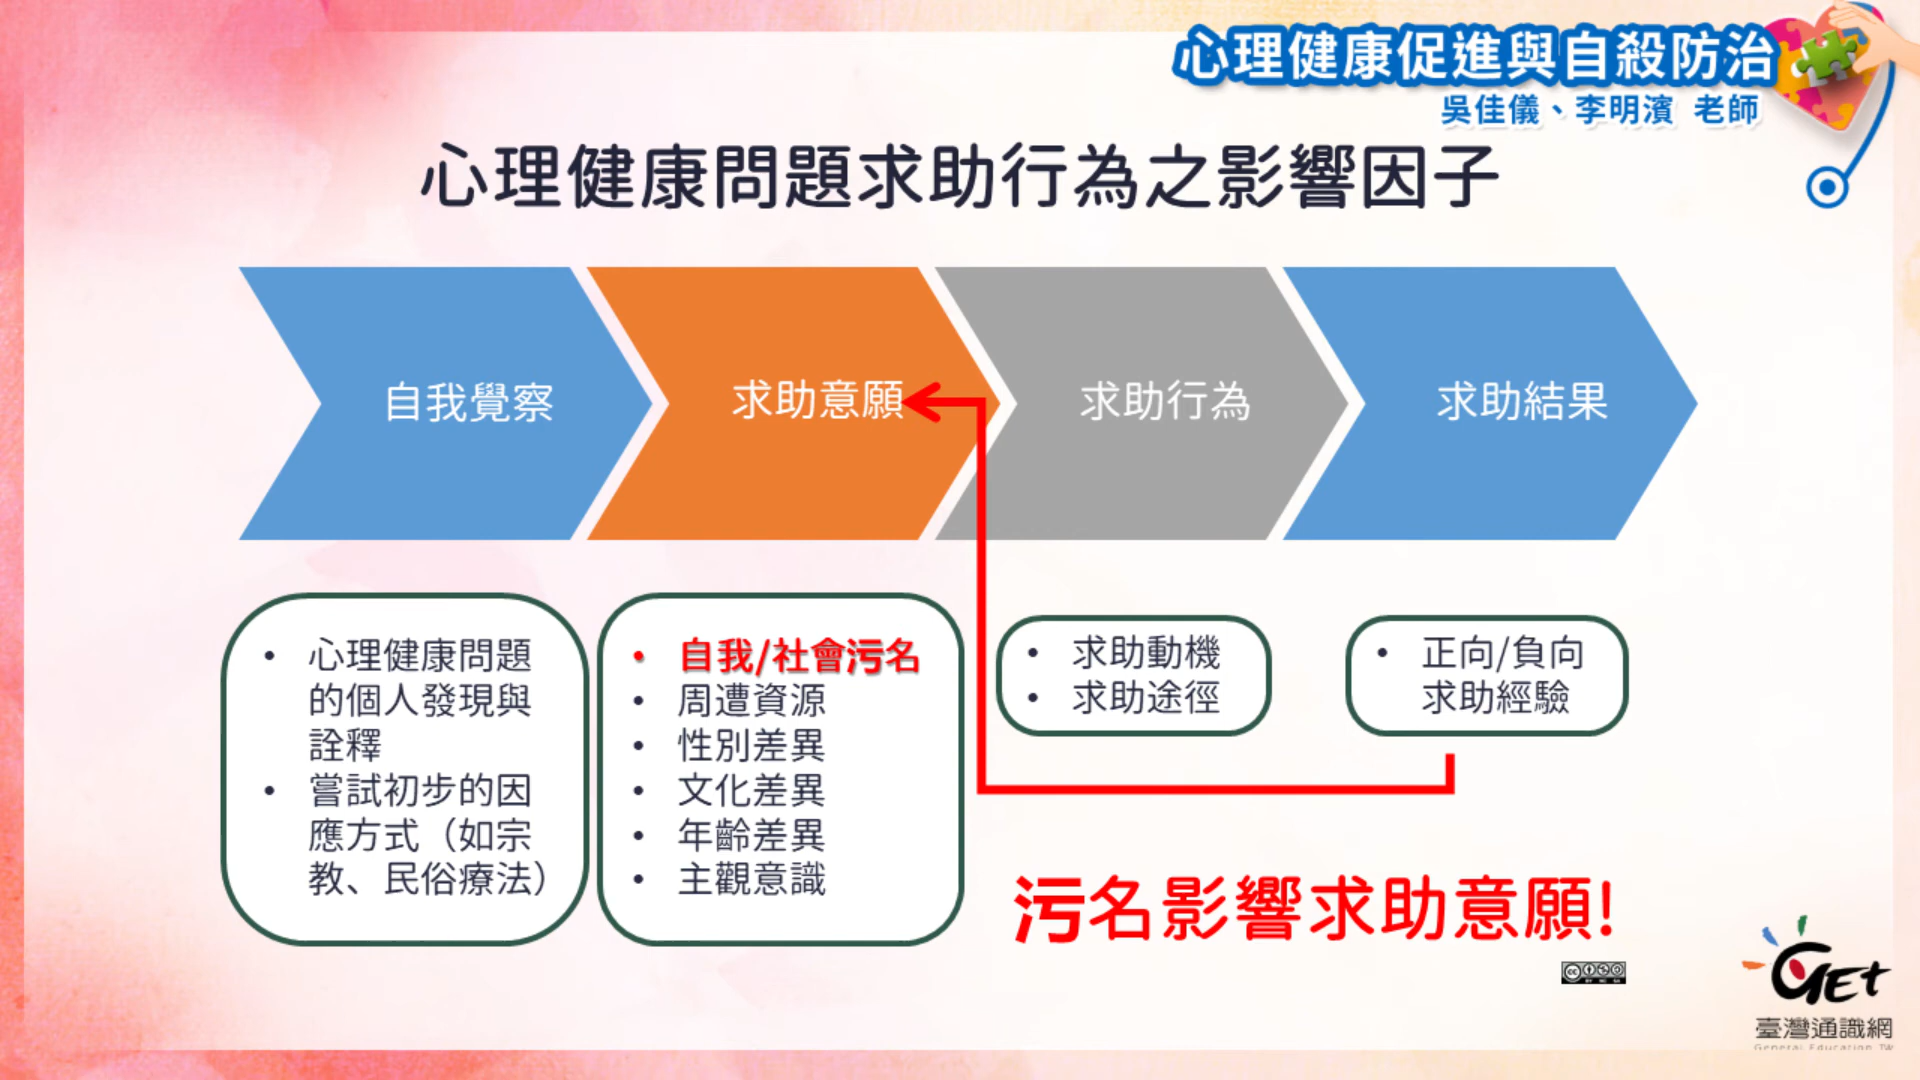 心理健康促進與自殺防治
吳佳儀、李明濱 老師
心理健康問題求助行為之影響因子
自我覺察
求助意願
求助行為
求助結果
• 心理健康問題
的個人發現與
詮釋
• 嘗試初步的因
應方式（如宗
教、民俗療法）
• 自我/社會污名
• 周遭資源
• 性別差異
• 文化差異
• 年齡差異
• 主觀意識
• 求助動機
• 求助途徑
• 正向/負向
求助經驗
污名影響求助意願!
cc
BY NC SA
GET
臺灣通識網
General Education TW